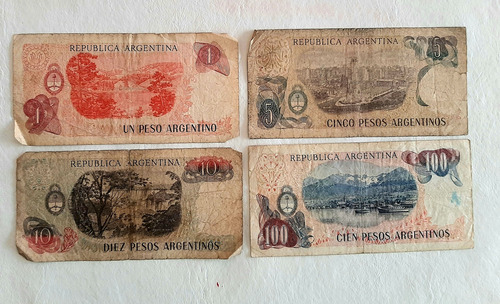 REPUBLICA ARGENTINA
1
1
UN PESO ARGENTINO
REPUBLICA ARGENTINA
5
5
CINCO PESOS ARGENTINOS
REPUBLICA ARGENTINA
10
10
DIEZ PESOS ARGENTINOS
REPUBLICA ARGENTINA
100
100
CIEN PESOS ARGENTINOS